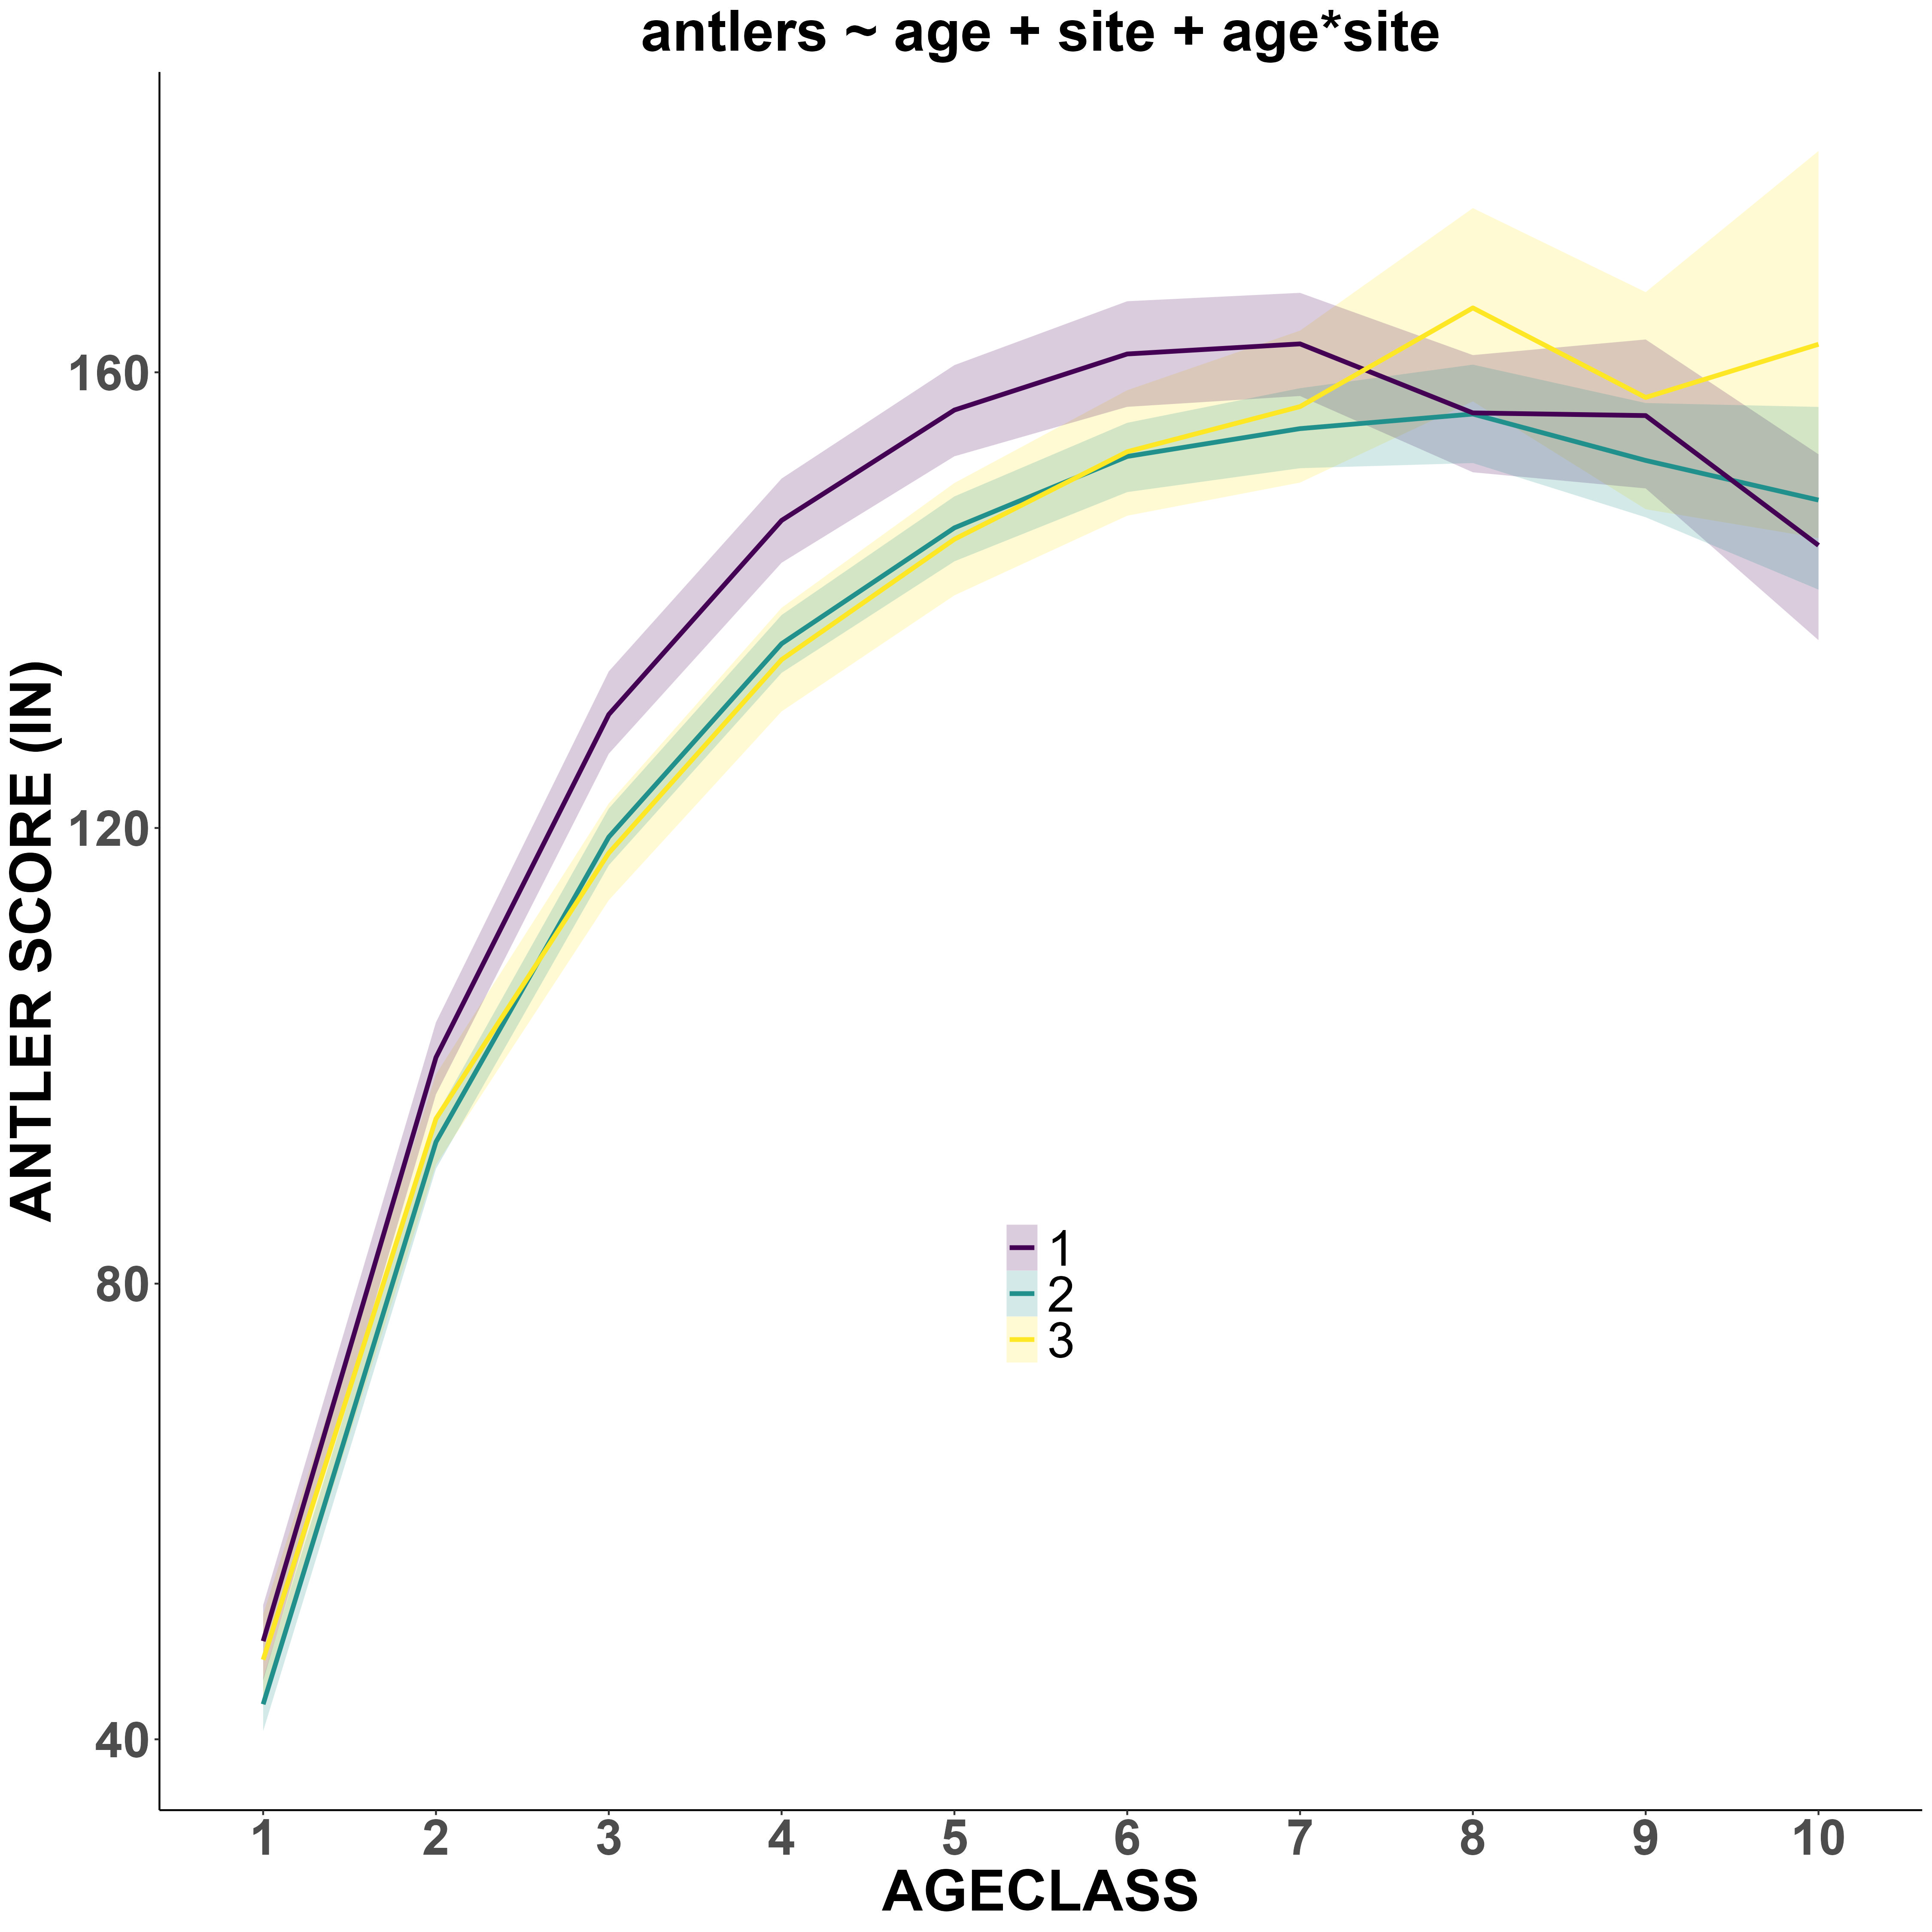 antlers ~ age + site + age*site
ANTLER SCORE (IN)
160
120
80
40
1
2
3
1 2 3 4 5 6 7 8 9 10
AGECLASS